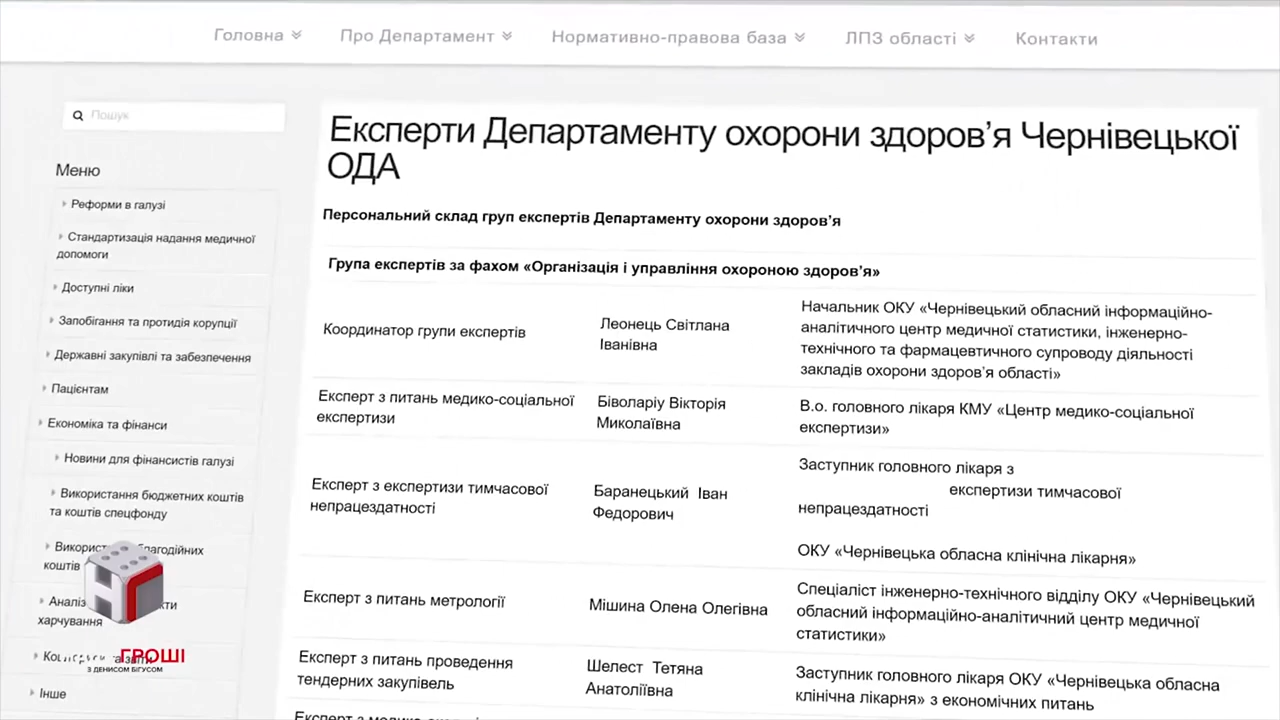 Головна
Про Департамент
Нормативно-правова база
ЛПЗ області
Контакти
Пошук
Меню
Реформи в галузі
Стандартизація надання медичної
допомоги
Доступні ліки
Запобігання та протидія корупції
Державні закупівлі та забезпечення
Пацієнтам
Економіка та фінанси
Новини для фінансистів галузі
Використання бюджетних коштів
та коштів спецфонду
коштів
харчування
Інше
ГРОШІ
З ДЕНИСОМ БІГУСОМ
Експерти Департаменту охорони здоров’я Чернівецької
ОДА
Персональний склад груп експертів Департаменту охорони здоров’я
Група експертів за фахом «Організація і управління охороною здоров’я»
Координатор групи експертів
Леонець Світлана
Іванівна
Начальник ОКУ «Чернівецький обласний інформаційно-
аналітичного центр медичної статистики, інженерно-
технічного та фармацевтичного супроводу діяльності
закладів охорони здоров’я області»
Експерт з питань медико-соціальної
експертизи
Біволаріу Вікторія
Миколаївна
В.о. головного лікаря КМУ «Центр медико-соціальної
експертизи»
Експерт з експертизи тимчасової
непрацездатності
Баранецький Іван
Федорович
Заступник головного лікаря з
експертизи тимчасової
непрацездатності
ОКУ «Чернівецька обласна клінічна лікарня»
Експерт з питань метрології
Мішина Олена Олегівна
Спеціаліст інженерно-технічного відділу ОКУ «Чернівецький
обласний інформаційно-аналітичний центр медичної
статистики»
Експерт з питань проведення
тендерних закупівель
Шелест Тетяна
Анатоліївна
Заступник головного лікаря ОКУ «Чернівецька обласна
клінічна лікарня» з економічних питань